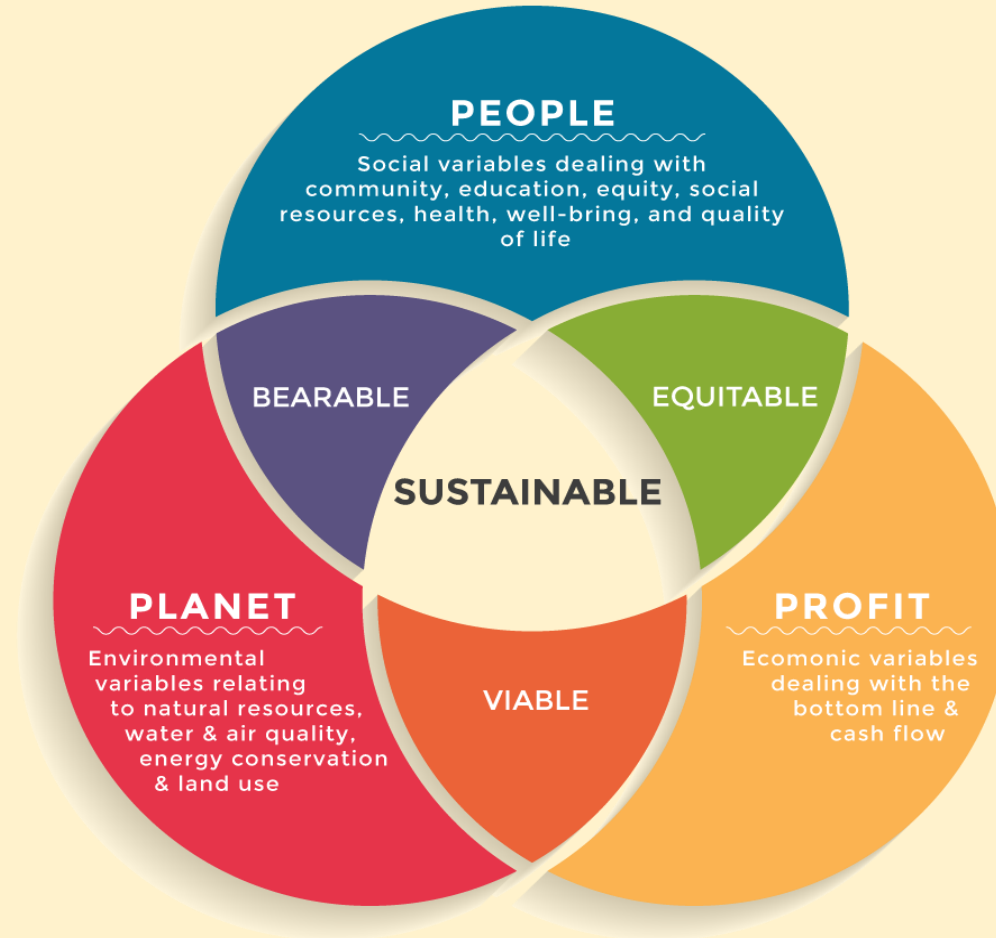 PEOPLE
Social variables dealing with
community, education, equity, social
resources, health, well-bring, and quality
of life
BEARABLE
EQUITABLE
SUSTAINABLE
PLANET
Environmental
variables relating
to natural resources,
water & air quality,
energy conservation
& land use
VIABLE
PROFIT
Ecomonic variables
dealing with the
bottom line &
cash flow